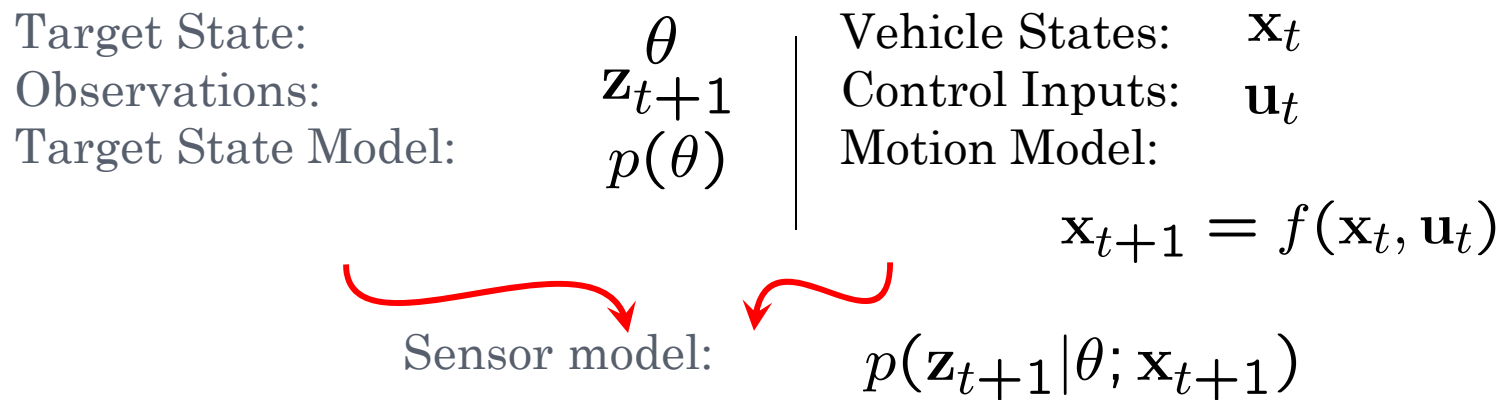 Target State: θ
Observations: z_{t+1}
Target State Model: p(θ)
Vehicle States: x_t
Control Inputs: u_t
Motion Model:
x_{t+1} = f(x_t, u_t)
Sensor model: p(z_{t+1}|θ; x_{t+1})